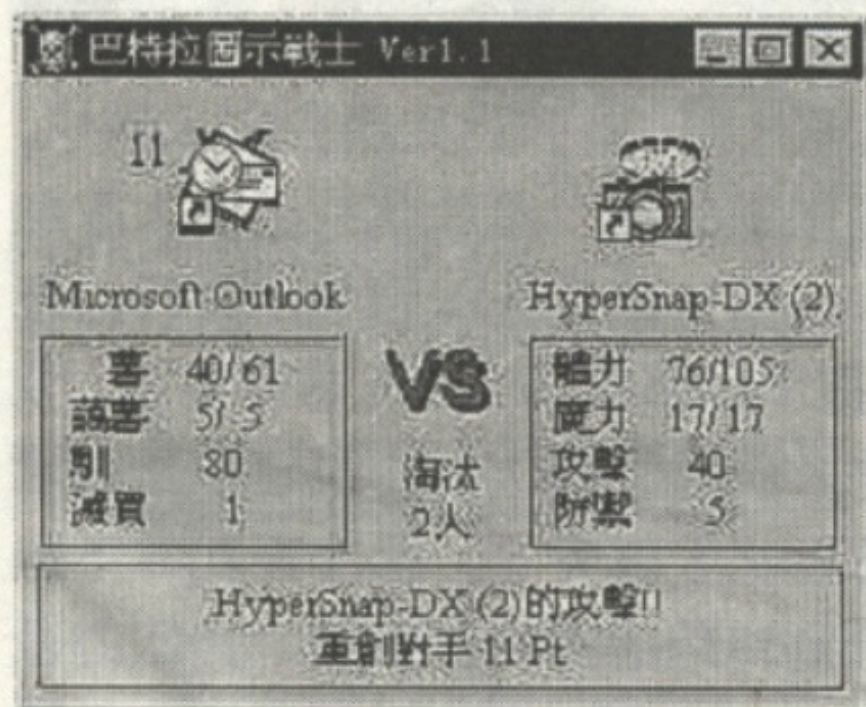 巴特拉圖示戰士 Ver1.1
11
Microsoft Outlook
HyperSnap-DX (2)
40/61
5/ 5
80
1
VS
淘汰
2人
體力 76/105
魔力 17/17
攻擊 40
防禦 5
HyperSnap-DX (2)的攻擊!!
重創對手 11 Pt